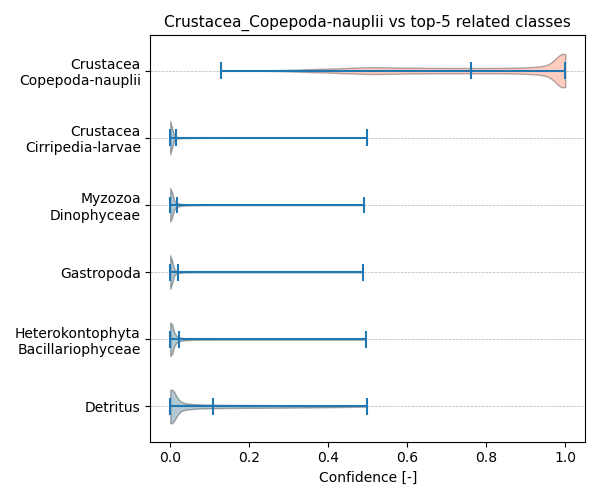 Crustacea_Copepoda-nauplii vs top-5 related classes
Crustacea
Copepoda-nauplii
Crustacea
Cirripedia-larvae
Myzozoa
Dinophyceae
Gastropoda
Heterokontophyta
Bacillariophyceae
Detritus
0.0 0.2 0.4 0.6 0.8 1.0
Confidence [-]